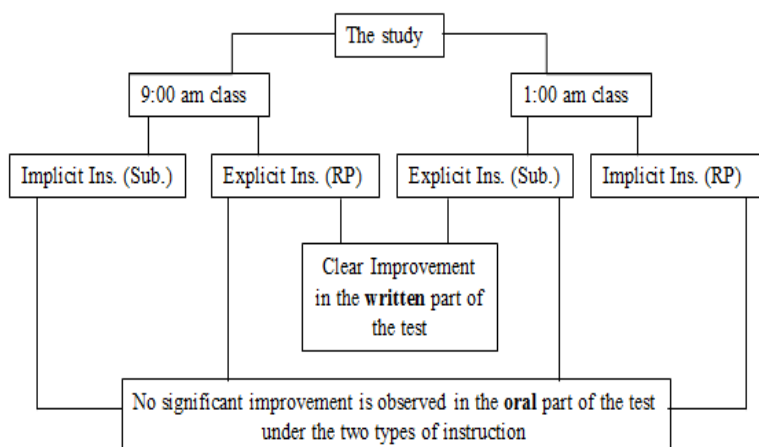 The study
9:00 am class
1:00 am class
Implicit Ins. (Sub.)
Explicit Ins. (RP)
Explicit Ins. (Sub.)
Implicit Ins. (RP)
Clear Improvement
in the written part of
the test
No significant improvement is observed in the oral part of the test
under the two types of instruction